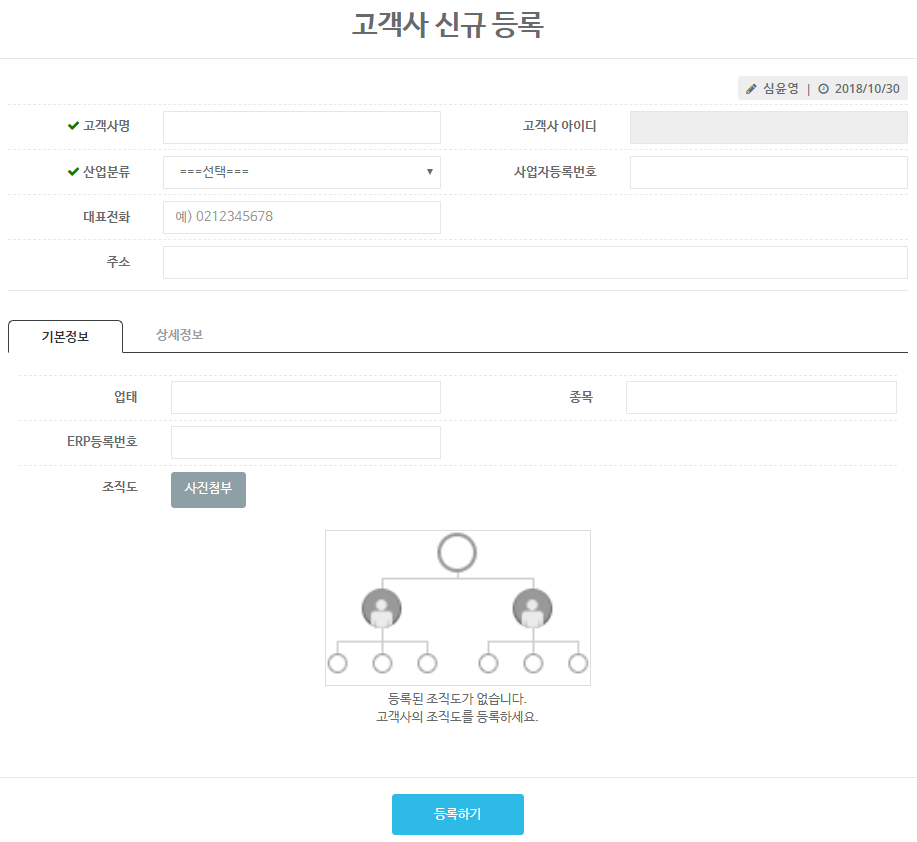 고객사 신규 등록
심윤영 | 2018/10/30
고객사명 고객사 아이디
산업분류 ===선택=== 사업자등록번호
대표전화 예) 0212345678
주소
기본정보 상세정보
업태 종목
ERP등록번호
조직도 사진첨부
등록된 조직도가 없습니다.
고객사의 조직도를 등록하세요.
등록하기